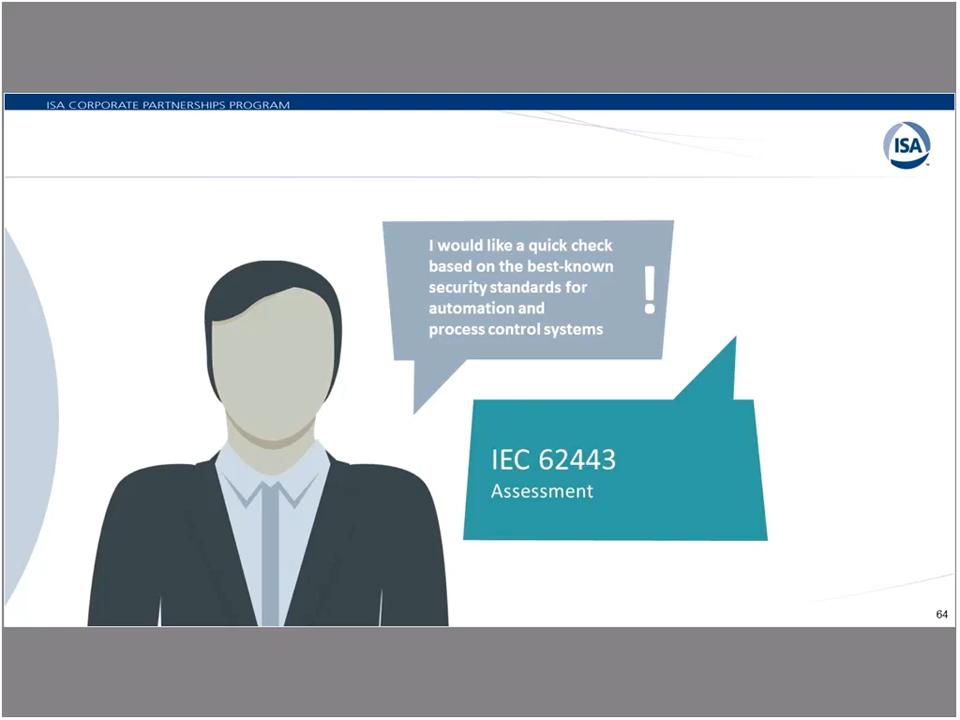 ISA CORPORATE PARTNERSHIPS PROGRAM
ISA
I would like a quick check
based on the best-known
security standards for
automation and
process control systems
!
IEC 62443
Assessment
64